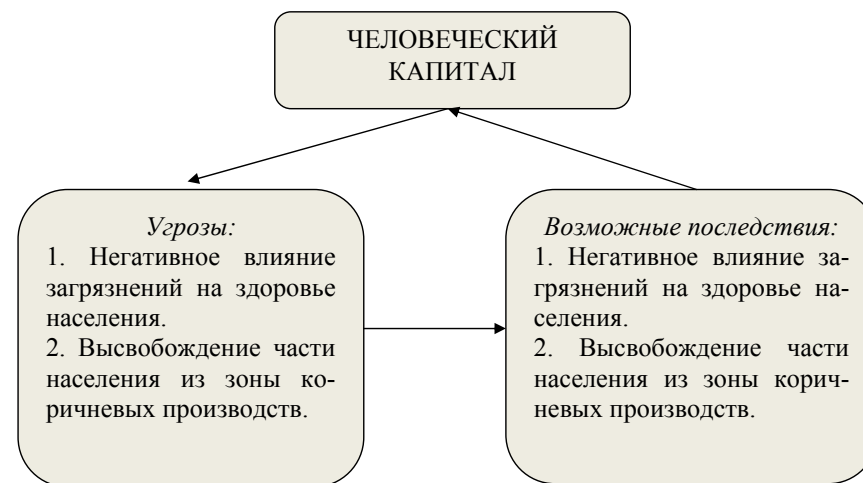 ЧЕЛОВЕЧЕСКИЙ
КАПИТАЛ
Угрозы:
1. Негативное влияние
загрязнений на здоровье
населения.
2. Высвобождение части
населения из зоны ко-
ричневых производств.
Возможные последствия:
1. Негативное влияние за-
грязнений на здоровье на-
селения.
2. Высвобождение части
населения из зоны корич-
невых производств.